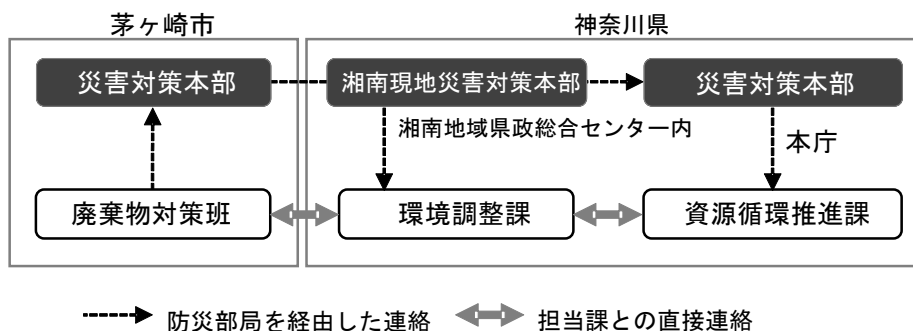 茅ヶ崎市
神奈川県
災害対策本部
湘南現地災害対策本部
災害対策本部
湘南地域県政総合センター内
本庁
廃棄物対策班
環境調整課
資源循環推進課
防災部局を経由した連絡
担当課との直接連絡